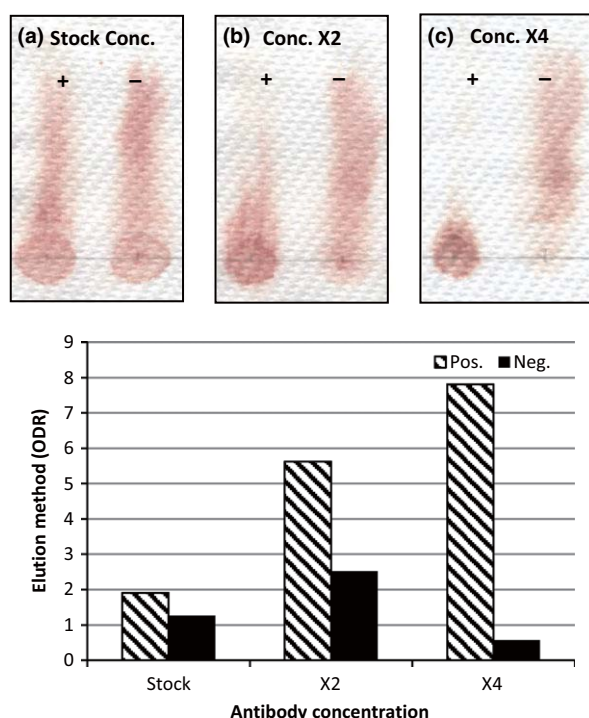 (a) Stock Conc.
+ −
(b) Conc. X2
+ −
(c) Conc. X4
+ −
9
8
7
6
5
4
3
2
1
0
Elution method (ODR)
Pos. Neg.
Stock X2 X4
Antibody concentration